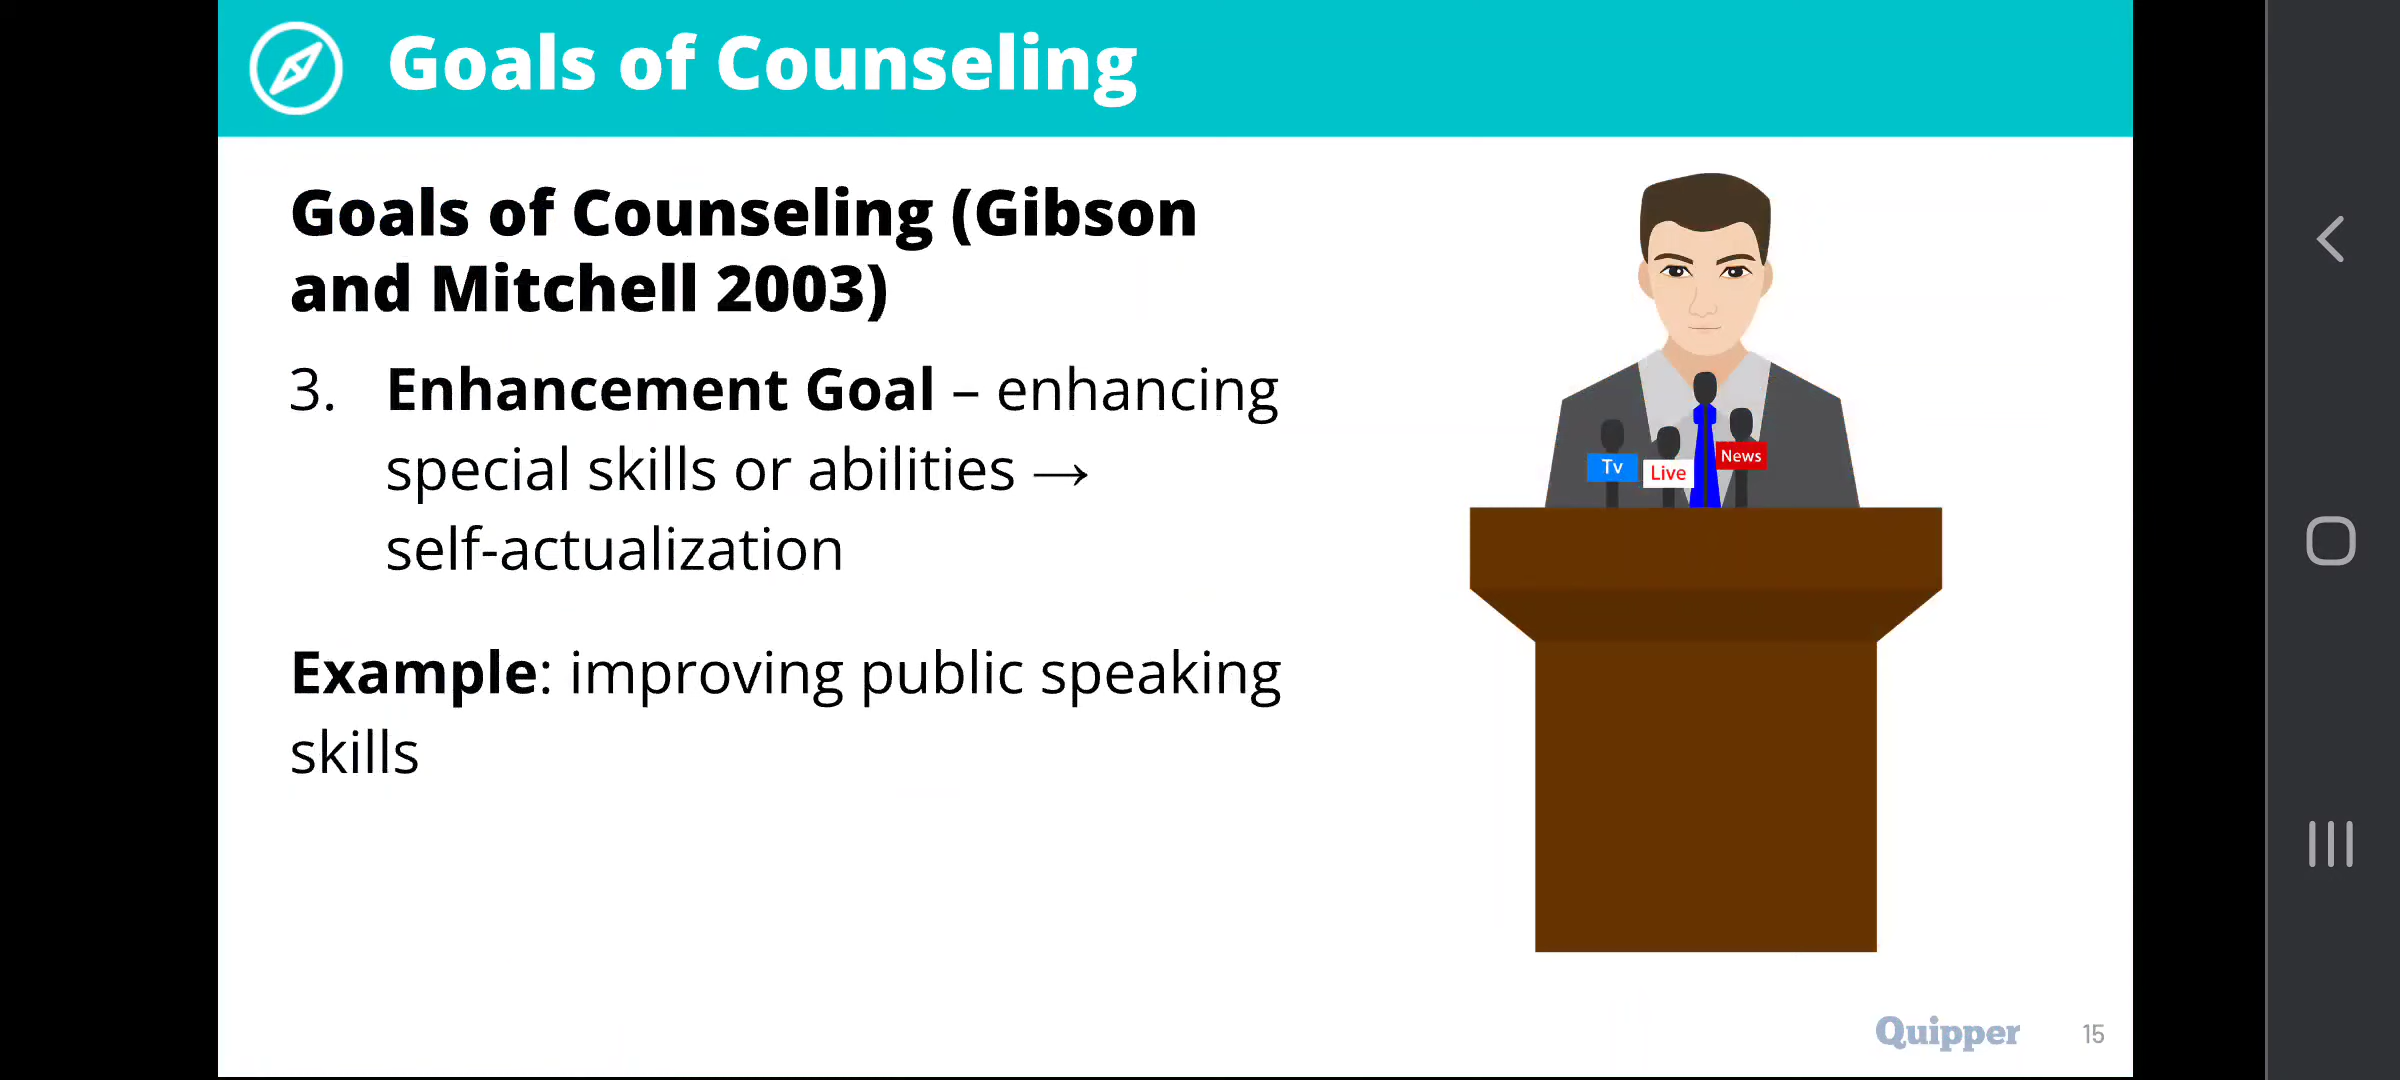 Goals of Counseling
Goals of Counseling (Gibson
and Mitchell 2003)
3. Enhancement Goal – enhancing
special skills or abilities →
self-actualization
Example: improving public speaking
skills
Tv
Live
News
Quipper
15